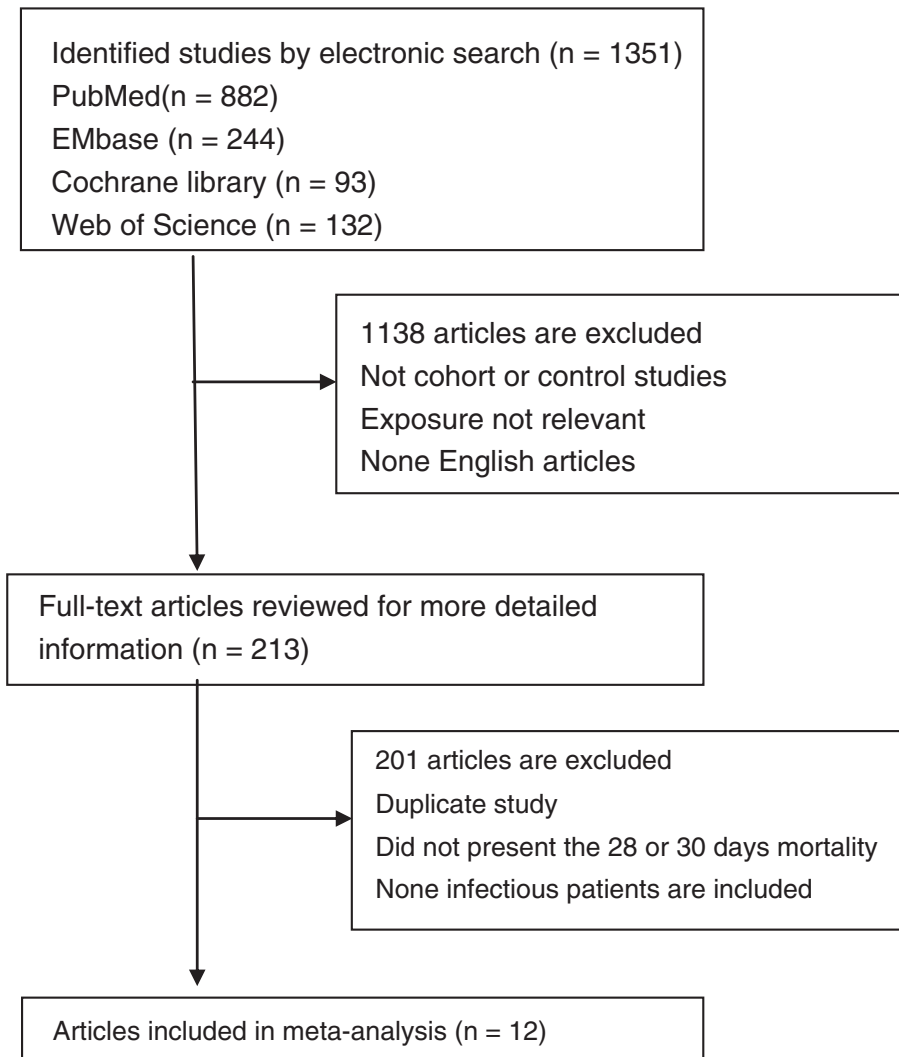 Identified studies by electronic search (n = 1351)
PubMed(n = 882)
EMbase (n = 244)
Cochrane library (n = 93)
Web of Science (n = 132)
1138 articles are excluded
Not cohort or control studies
Exposure not relevant
None English articles
Full-text articles reviewed for more detailed
information (n = 213)
201 articles are excluded
Duplicate study
Did not present the 28 or 30 days mortality
None infectious patients are included
Articles included in meta-analysis (n = 12)